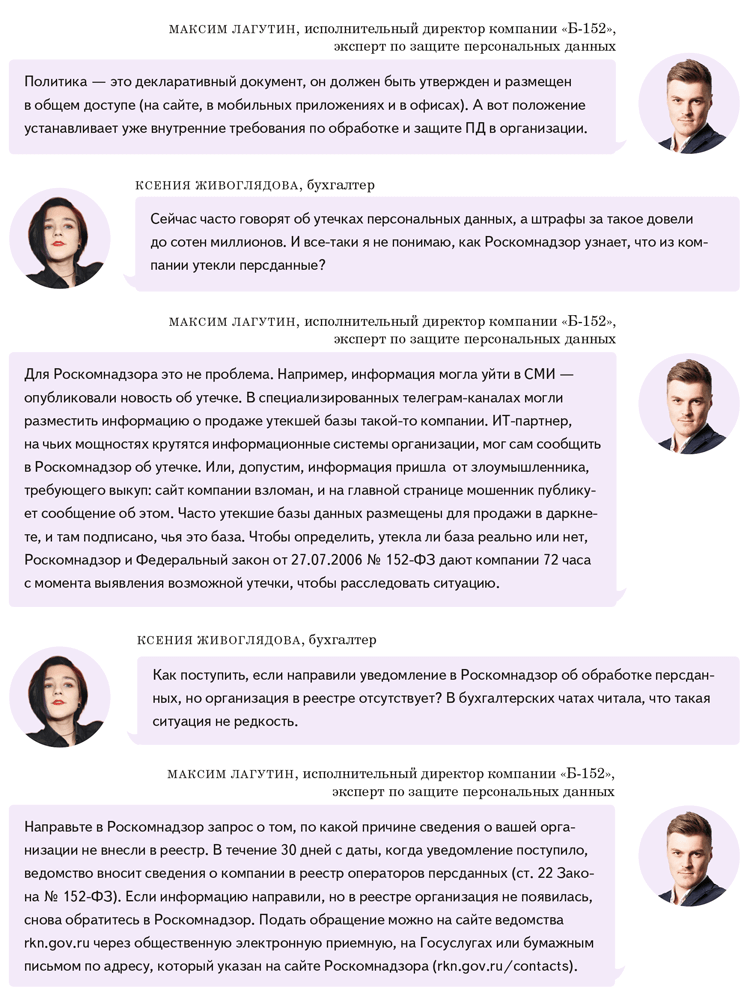 МАКСИМ ЛАГУТИН, исполнительный директор компании «Б-152»,
эксперт по защите персональных данных
Политика — это декларативный документ, он должен быть утвержден и размещен
в общем доступе (на сайте, в мобильных приложениях и в офисах). А вот положение
устанавливает уже внутренние требования по обработке и защите ПД в организации.
КСЕНИЯ ЖИВОГЛЯДОВА, бухгалтер
Сейчас часто говорят об утечках персональных данных, а штрафы за такое довели
до сотен миллионов. И все-таки я не понимаю, как Роскомнадзор узнает, что из ком-
пании утекли персданные?
МАКСИМ ЛАГУТИН, исполнительный директор компании «Б-152»,
эксперт по защите персональных данных
Для Роскомнадзора это не проблема. Например, информация могла уйти в СМИ —
опубликовали новость об утечке. В специализированных телеграм-каналах могли
разместить информацию о продаже утекшей базы такой-то компании. ИТ-партнер,
на чьих мощностях крутятся информационные системы организации, мог сам сообщить
в Роскомнадзор об утечке. Или, допустим, информация пришла от злоумышленника,
требующего выкуп: сайт компании взломан, и на главной странице мошенник публику-
ет сообщение об этом. Часто утекшие базы данных размещены для продажи в даркне-
те, и там подписано, чья это база. Чтобы определить, утекла ли база реально или нет,
Роскомнадзор и Федеральный закон от 27.07.2006 № 152-ФЗ дают компании 72 часа
с момента выявления возможной утечки, чтобы расследовать ситуацию.
КСЕНИЯ ЖИВОГЛЯДОВА, бухгалтер
Как поступить, если направили уведомление в Роскомнадзор об обработке персдан-
ных, но организация в реестре отсутствует? В бухгалтерских чатах читала, что такая
ситуация не редкость.
МАКСИМ ЛАГУТИН, исполнительный директор компании «Б-152»,
эксперт по защите персональных данных
Направьте в Роскомнадзор запрос о том, по какой причине сведения о вашей орга-
низации не внесли в реестр. В течение 30 дней с даты, когда уведомление поступило,
ведомство вносит сведения о компании в реестр операторов персданных (ст. 22 Зако-
на № 152-ФЗ). Если информацию направили, но в реестре организация не появилась,
снова обратитесь в Роскомнадзор. Подать обращение можно на сайте ведомства
rkn.gov.ru через общественную электронную приемную, на Госуслугах или бумажным
письмом по адресу, который указан на сайте Роскомнадзора (rkn.gov.ru/contacts).